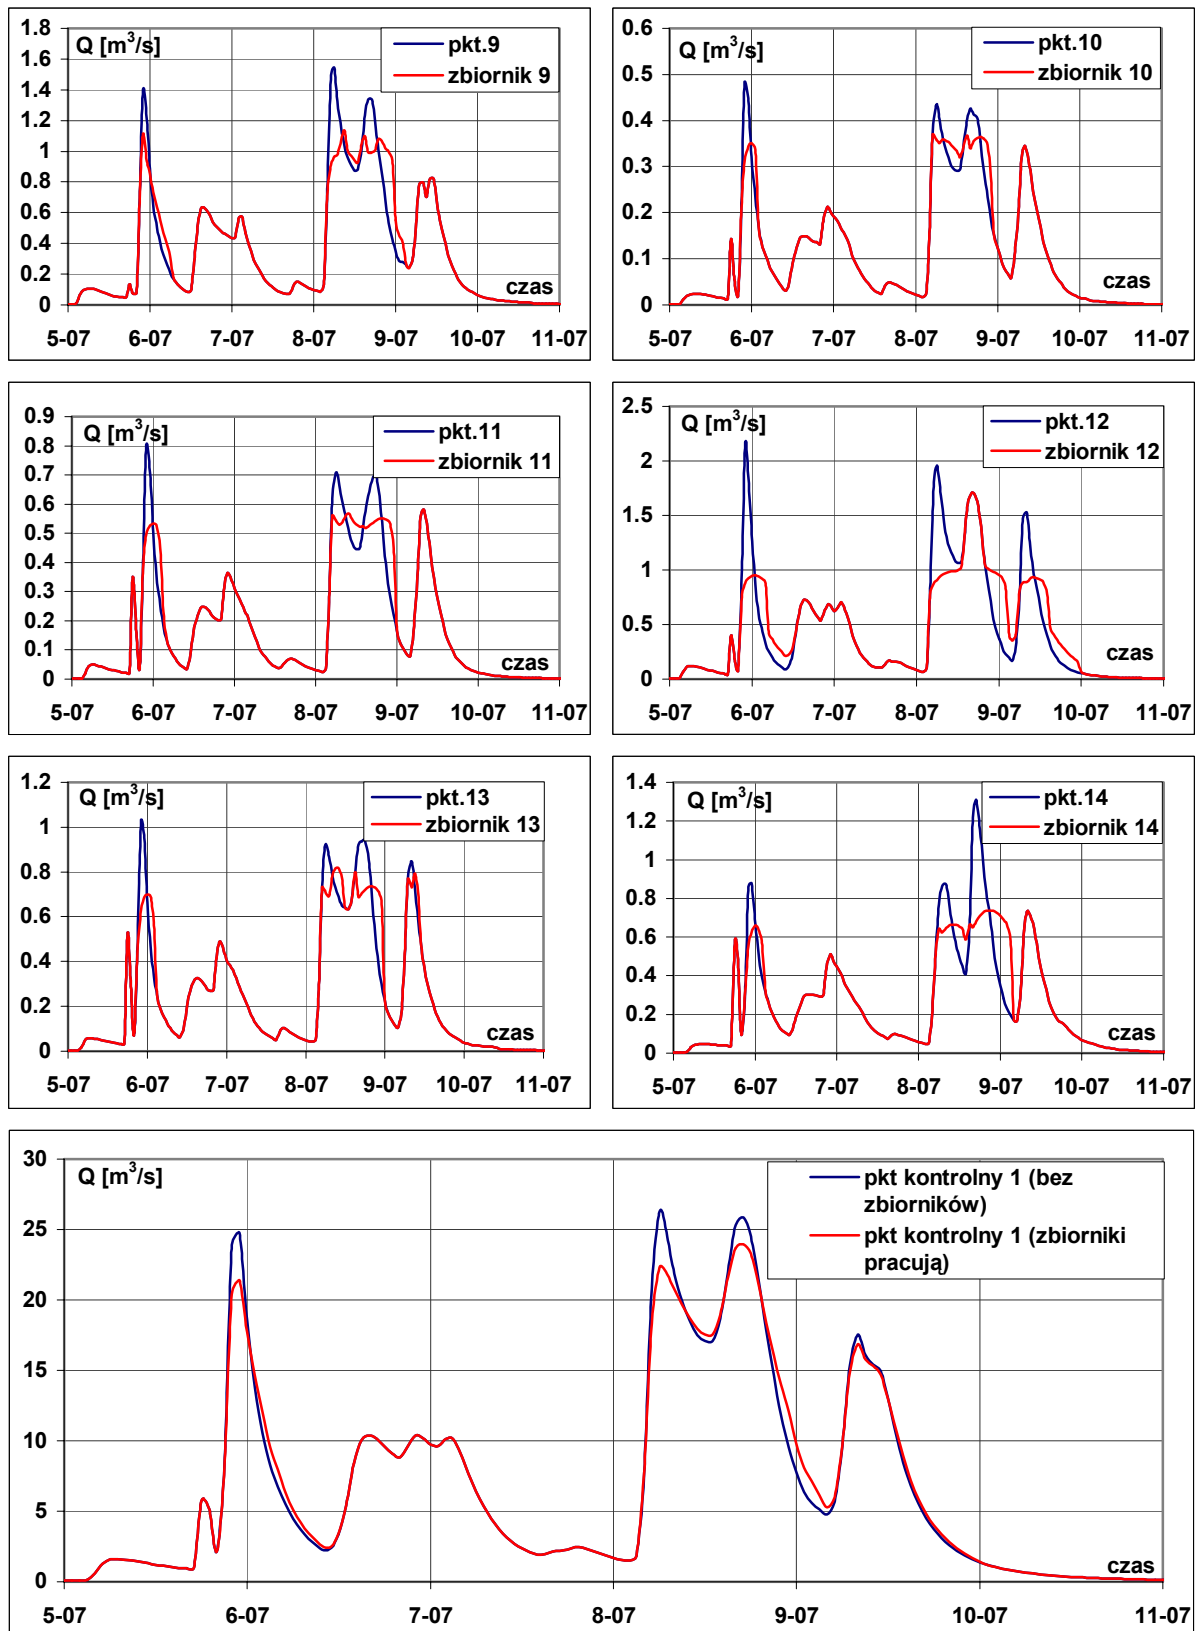 Q [m³/s]
pkt.9
zbiornik 9
1.8
1.6
1.4
1.2
1
0.8
0.6
0.4
0.2
0
czas
5-07 6-07 7-07 8-07 9-07 10-07 11-07
Q [m³/s]
pkt.10
zbiornik 10
0.6
0.5
0.4
0.3
0.2
0.1
0
czas
5-07 6-07 7-07 8-07 9-07 10-07 11-07
Q [m³/s]
pkt.11
zbiornik 11
0.9
0.8
0.7
0.6
0.5
0.4
0.3
0.2
0.1
0
czas
5-07 6-07 7-07 8-07 9-07 10-07 11-07
Q [m³/s]
pkt.12
zbiornik 12
2.5
2
1.5
1
0.5
0
czas
5-07 6-07 7-07 8-07 9-07 10-07 11-07
Q [m³/s]
pkt.13
zbiornik 13
1.2
1
0.8
0.6
0.4
0.2
0
czas
5-07 6-07 7-07 8-07 9-07 10-07 11-07
Q [m³/s]
pkt.14
zbiornik 14
1.4
1.2
1
0.8
0.6
0.4
0.2
0
czas
5-07 6-07 7-07 8-07 9-07 10-07 11-07
Q [m³/s]
pkt kontrolny 1 (bez
zbiorników)
pkt kontrolny 1 (zbiorniki
pracują)
30
25
20
15
10
5
0
czas
5-07 6-07 7-07 8-07 9-07 10-07 11-07